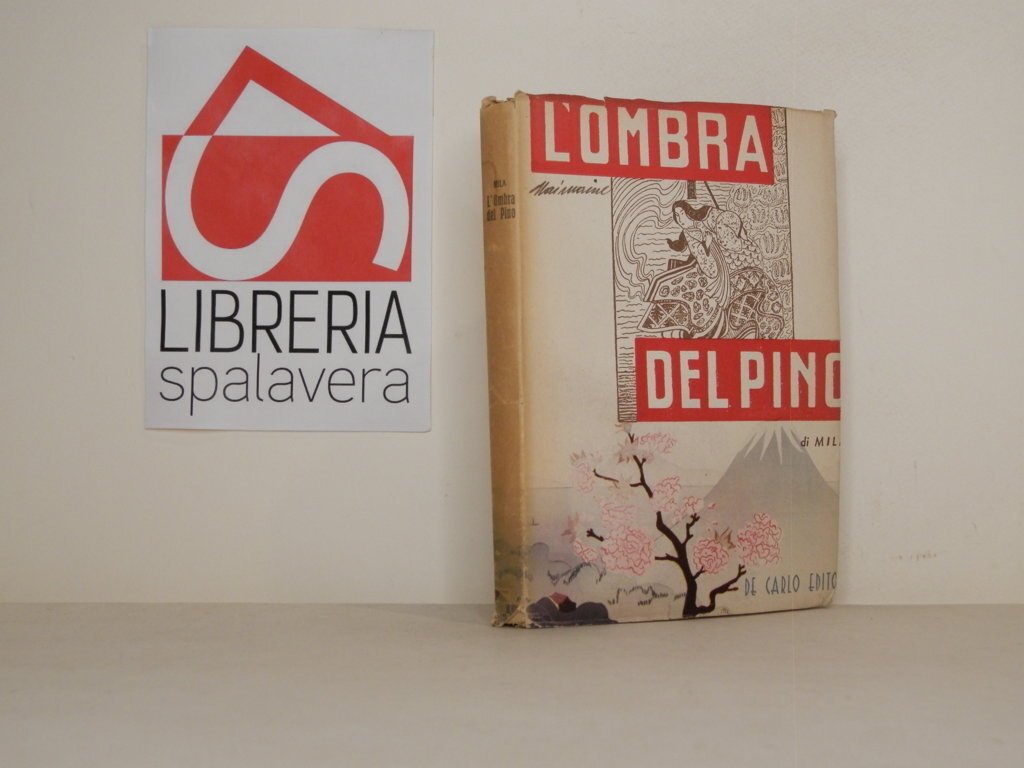 LIBRERIA
spalavera
MILA
L'Ombra
del Pino
L'OMBRA
DEL PINO
di MILA
DE CARLO EDITO